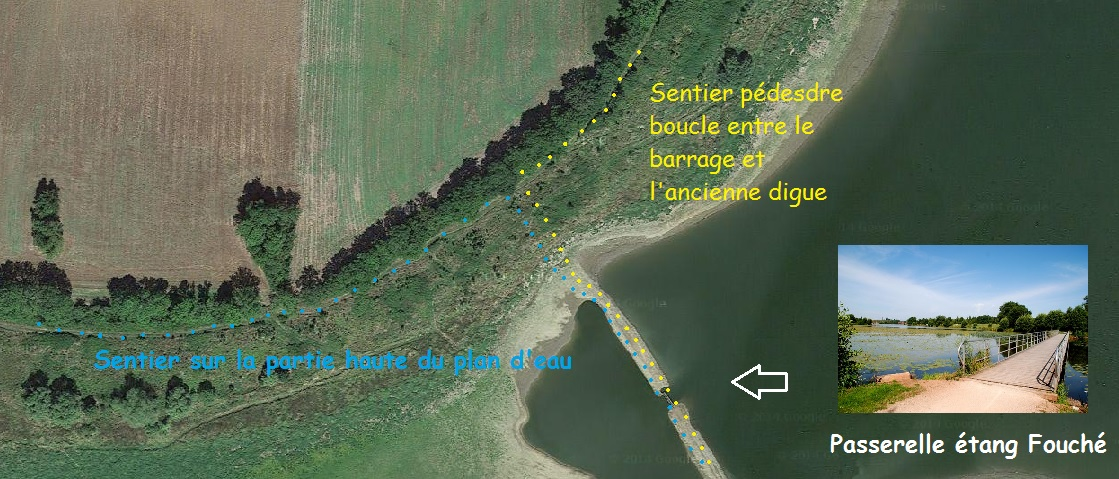 Sentier pédesdre
boucle entre le
barrage et
l'ancienne digue
Sentier sur la partie haute du plan d'eau
Passerelle étang Fouché